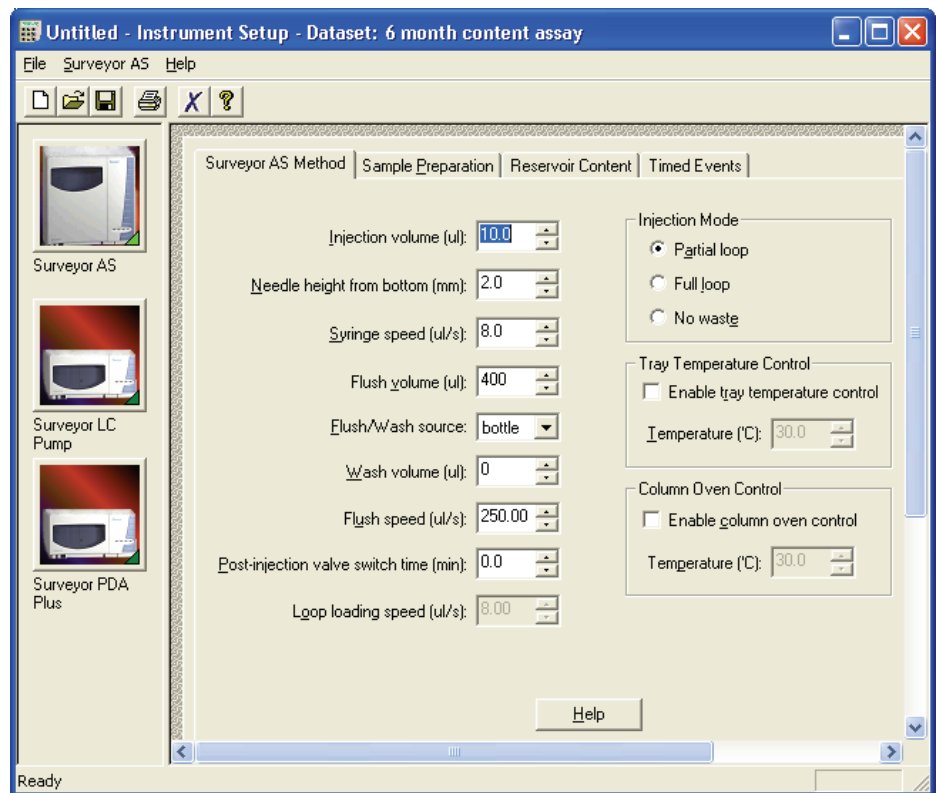 Untitled - Instrument Setup - Dataset: 6 month content assay
File Surveyor AS Help
Surveyor AS
Surveyor LC
Pump
Surveyor PDA
Plus
Surveyor AS Method Sample Preparation Reservoir Content Timed Events
Injection volume (ul): 10.0
Needle height from bottom (mm): 2.0
Syringe speed (ul/s): 8.0
Flush volume (ul): 400
Flush/Wash source: bottle
Wash volume (ul): 0
Flush speed (ul/s): 250.00
Post-injection valve switch time (min): 0.0
Loop loading speed (ul/s): 8.00
Injection Mode
Partial loop
Full loop
No waste
Tray Temperature Control
Enable tray temperature control
Temperature (°C): 30.0
Column Oven Control
Enable column oven control
Temperature (°C): 30.0
Help
Ready